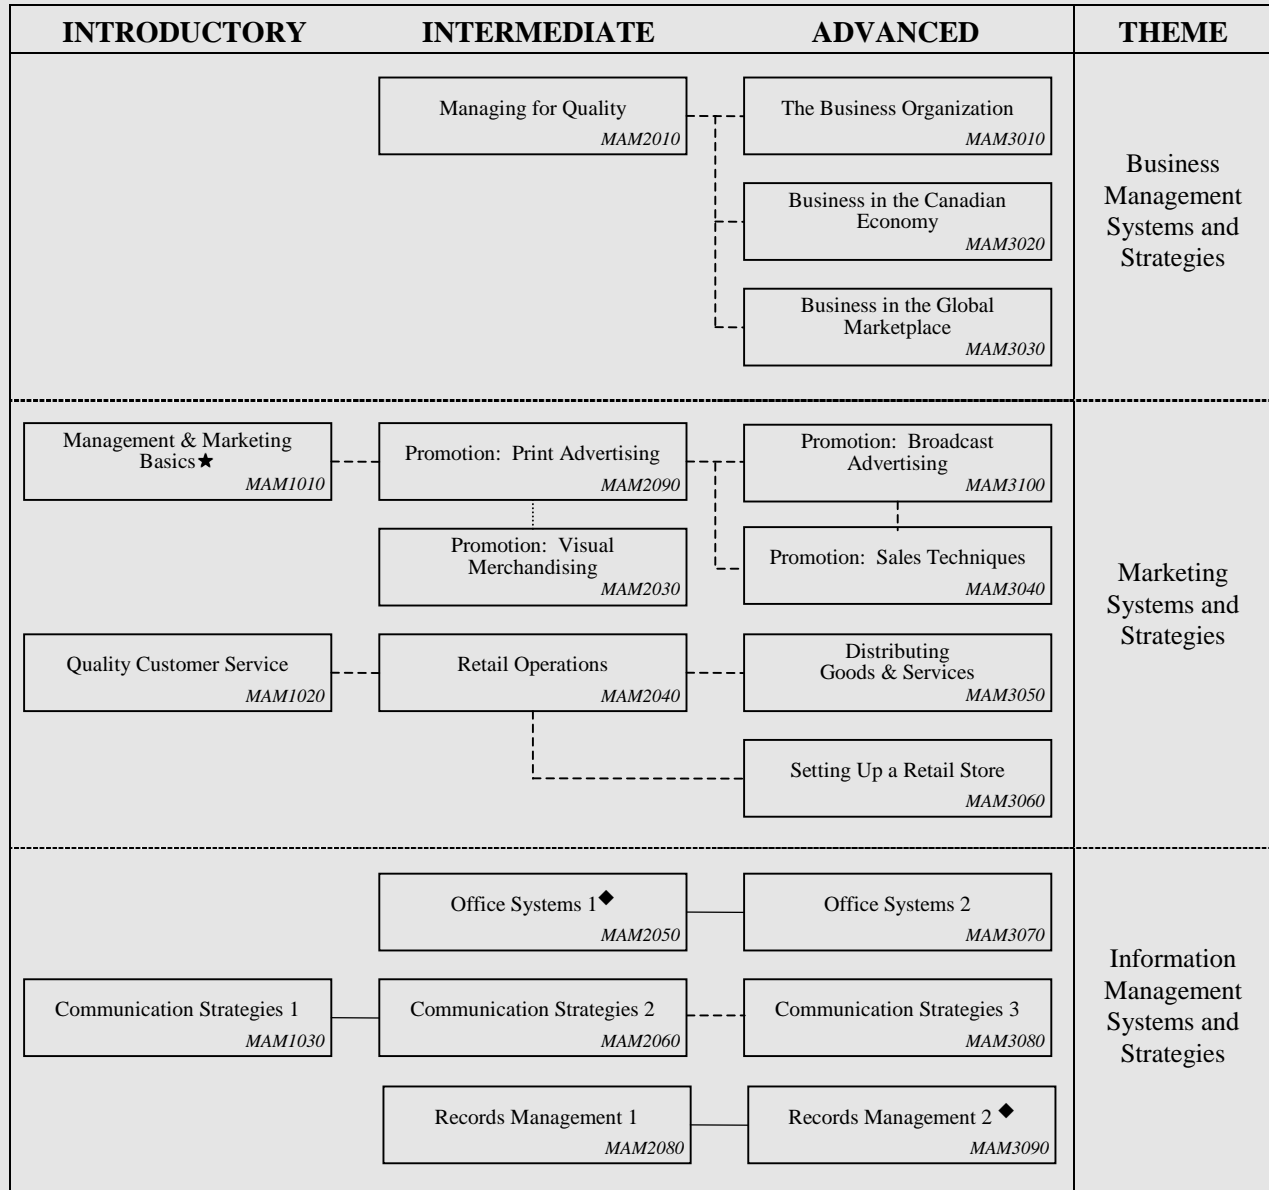 INTRODUCTORY INTERMEDIATE ADVANCED THEME
Managing for Quality
MAM2010
The Business Organization
MAM3010
Business in the Canadian
Economy
MAM3020
Business in the Global
Marketplace
MAM3030
Business
Management
Systems and
Strategies
Management & Marketing
Basics★
MAM1010
Promotion: Print Advertising
MAM2090
Promotion: Broadcast
Advertising
MAM3100
Promotion: Visual
Merchandising
MAM2030
Promotion: Sales Techniques
MAM3040
Quality Customer Service
MAM1020
Retail Operations
MAM2040
Distributing
Goods & Services
MAM3050
Setting Up a Retail Store
MAM3060
Marketing
Systems and
Strategies
Office Systems 1◆
MAM2050
Office Systems 2
MAM3070
Communication Strategies 1
MAM1030
Communication Strategies 2
MAM2060
Communication Strategies 3
MAM3080
Records Management 1
MAM2080
Records Management 2 ◆
MAM3090
Information
Management
Systems and
Strategies